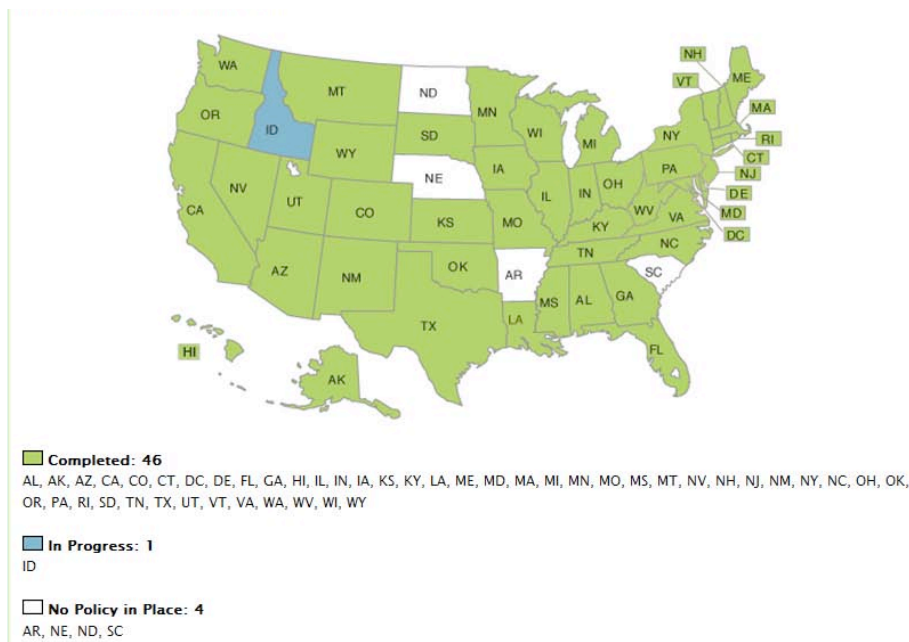 NH
WA
VT
ME
MT
ND
MA
OR
MN
ID
SD
WI
NY
RI
MI
WY
CT
IA
PA
NJ
NE
OH
DE
NV
IL
IN
UT
WV
MD
CA
CO
VA
KS
MO
KY
DC
NC
TN
AZ
OK
NM
AR
SC
MS
AL
GA
TX
LA
HI
FL
AK
Completed: 46
AL, AK, AZ, CA, CO, CT, DC, DE, FL, GA, HI, IL, IN, IA, KS, KY, LA, ME, MD, MA, MI, MN, MO, MS, MT, NV, NH, NJ, NM, NY, NC, OH, OK,
OR, PA, RI, SD, TN, TX, UT, VT, VA, WA, WV, WI, WY
In Progress: 1
ID
No Policy in Place: 4
AR, NE, ND, SC